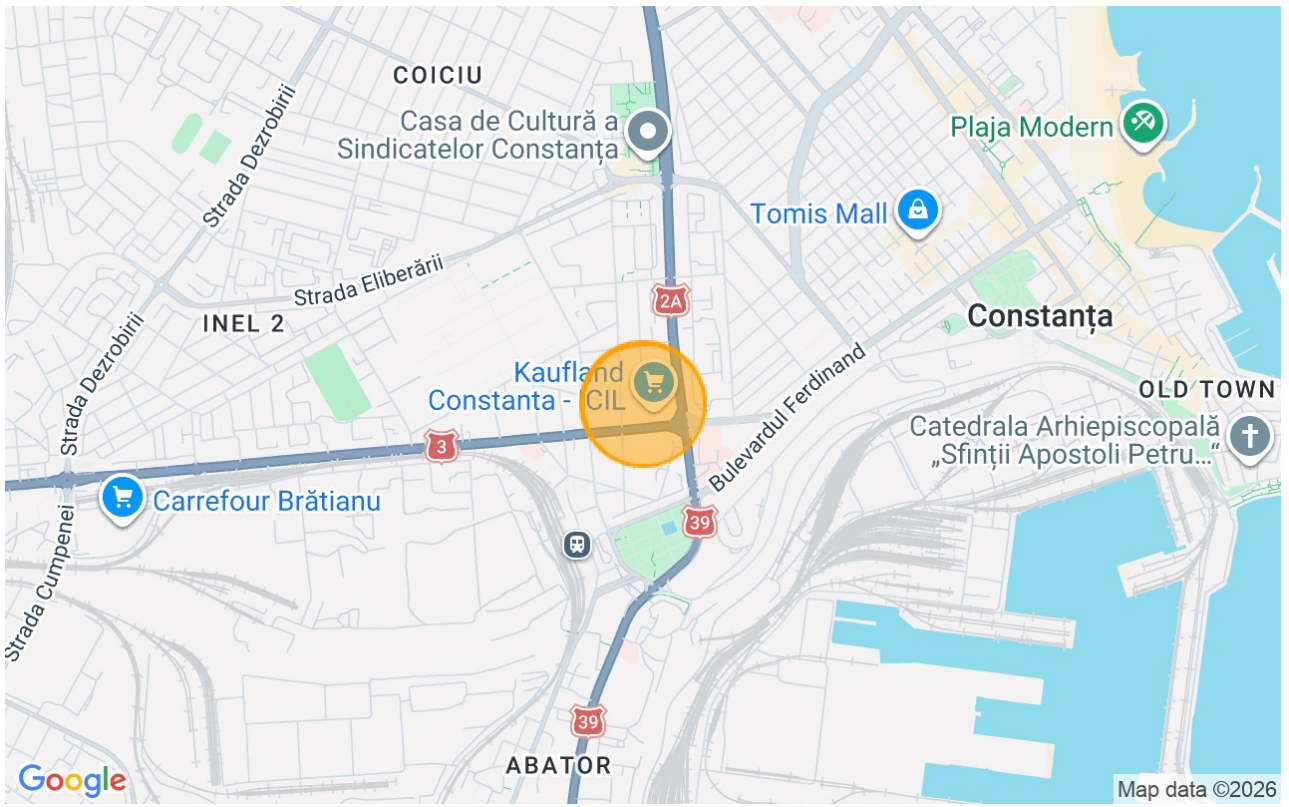 COICIU
Casa de Cultură a
Sindicatelor Constanța
Plaja Modern
Strada Dezrobirii
Tomis Mall
Strada Eliberării
2A
INEL 2
Constanța
Strada Dezrobirii
Kaufland
Constanta - CIL
Bulevardul Ferdinand
OLD TOWN
3
Catedrala Arhiepiscopală
„Sfinții Apostoli Petru...“
Carrefour Brătianu
39
Strada Cumpenei
39
ABATOR
Google
Map data ©2026